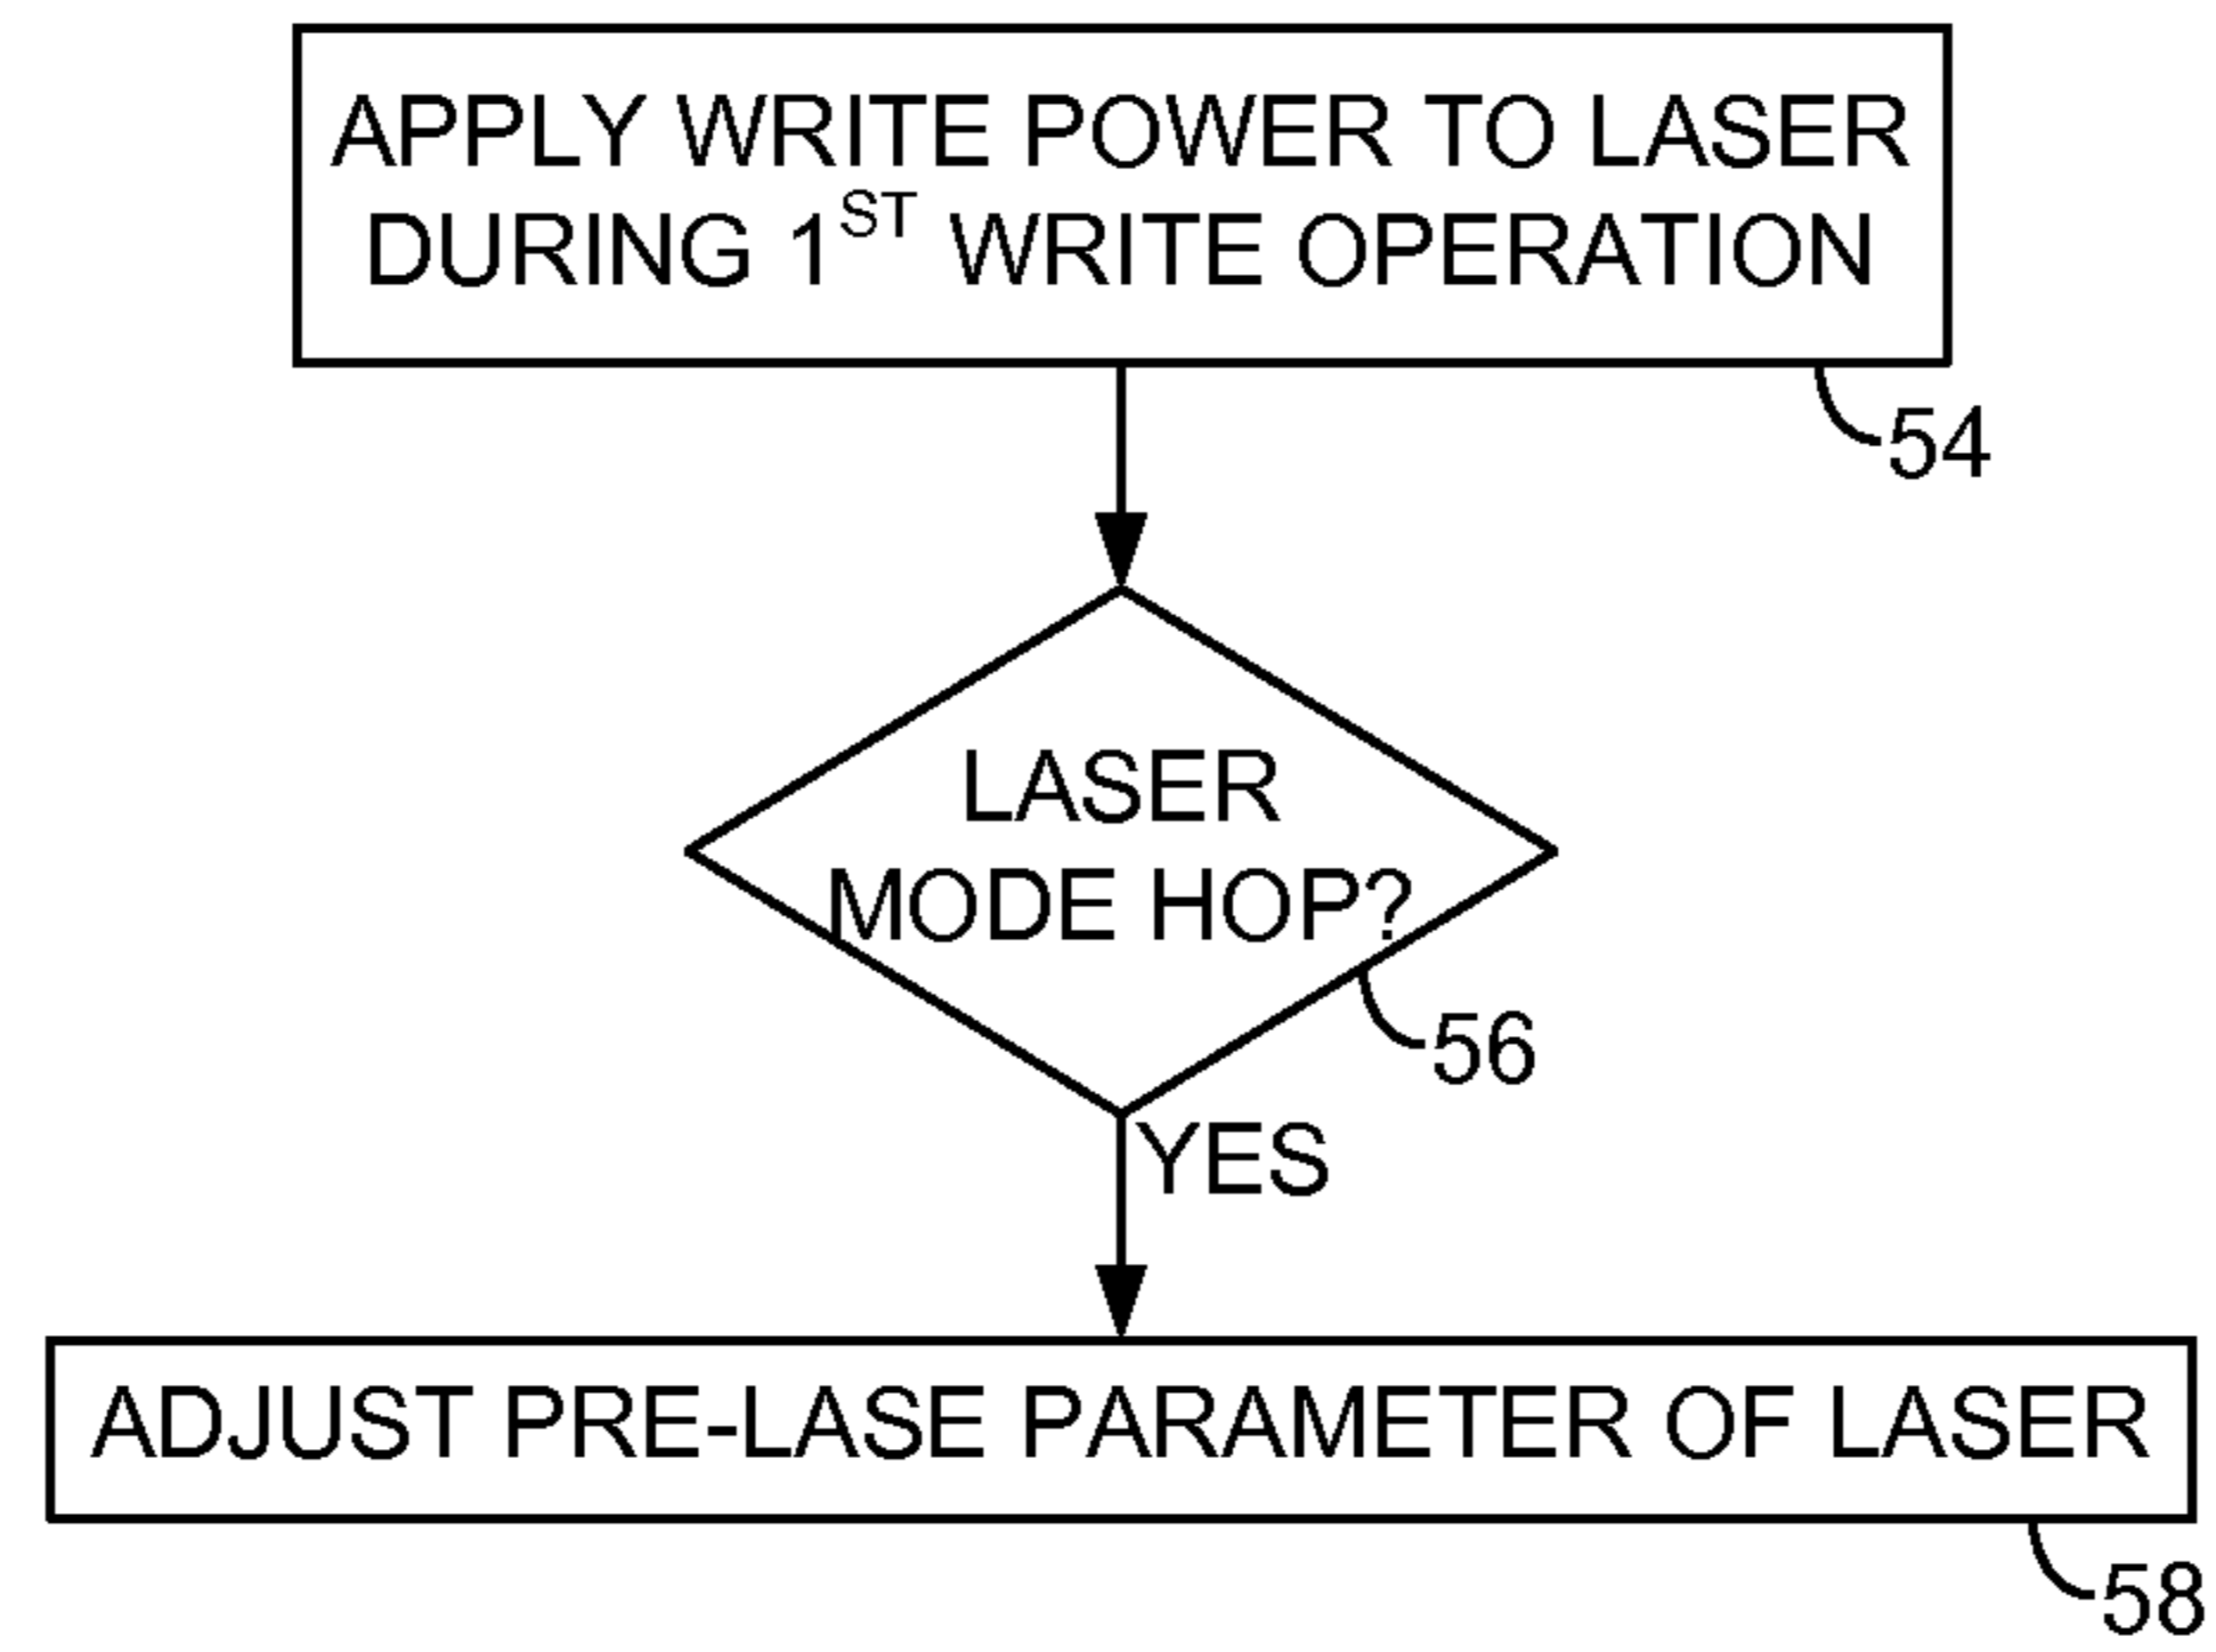 APPLY WRITE POWER TO LASER
DURING 1ST WRITE OPERATION
54
LASER
MODE HOP?
56
YES
ADJUST PRE-LASE PARAMETER OF LASER
58